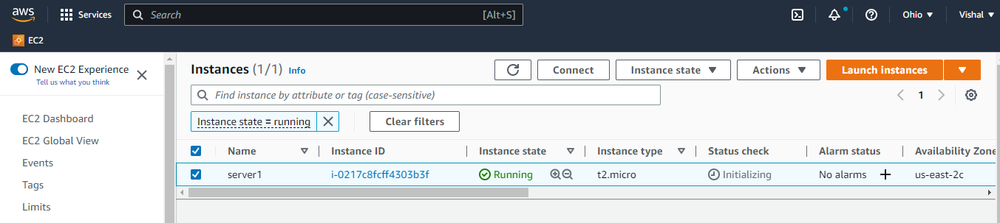 aws Services Search [Alt+S] Ohio Vishal
EC2
New EC2 Experience
Tell us what you think
EC2 Dashboard
EC2 Global View
Events
Tags
Limits
Instances (1/1) Info Connect Instance state Actions Launch instances
Find instance by attribute or tag (case-sensitive) 1
Instance state = running Clear filters
Name Instance ID Instance state Instance type Status check Alarm status Availability Zone
server1 i-0217c8fcff4303b3f Running t2.micro Initializing No alarms us-east-2c